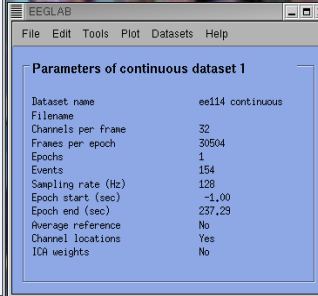 EEGLAB
File Edit Tools Plot Datasets Help
Parameters of continuous dataset 1
Dataset name ee114 continuous
Filename
Channels per frame 32
Frames per epoch 30504
Epochs 1
Events 154
Sampling rate (Hz) 128
Epoch start (sec) -1.00
Epoch end (sec) 237.29
Average reference No
Channel locations Yes
ICA weights No